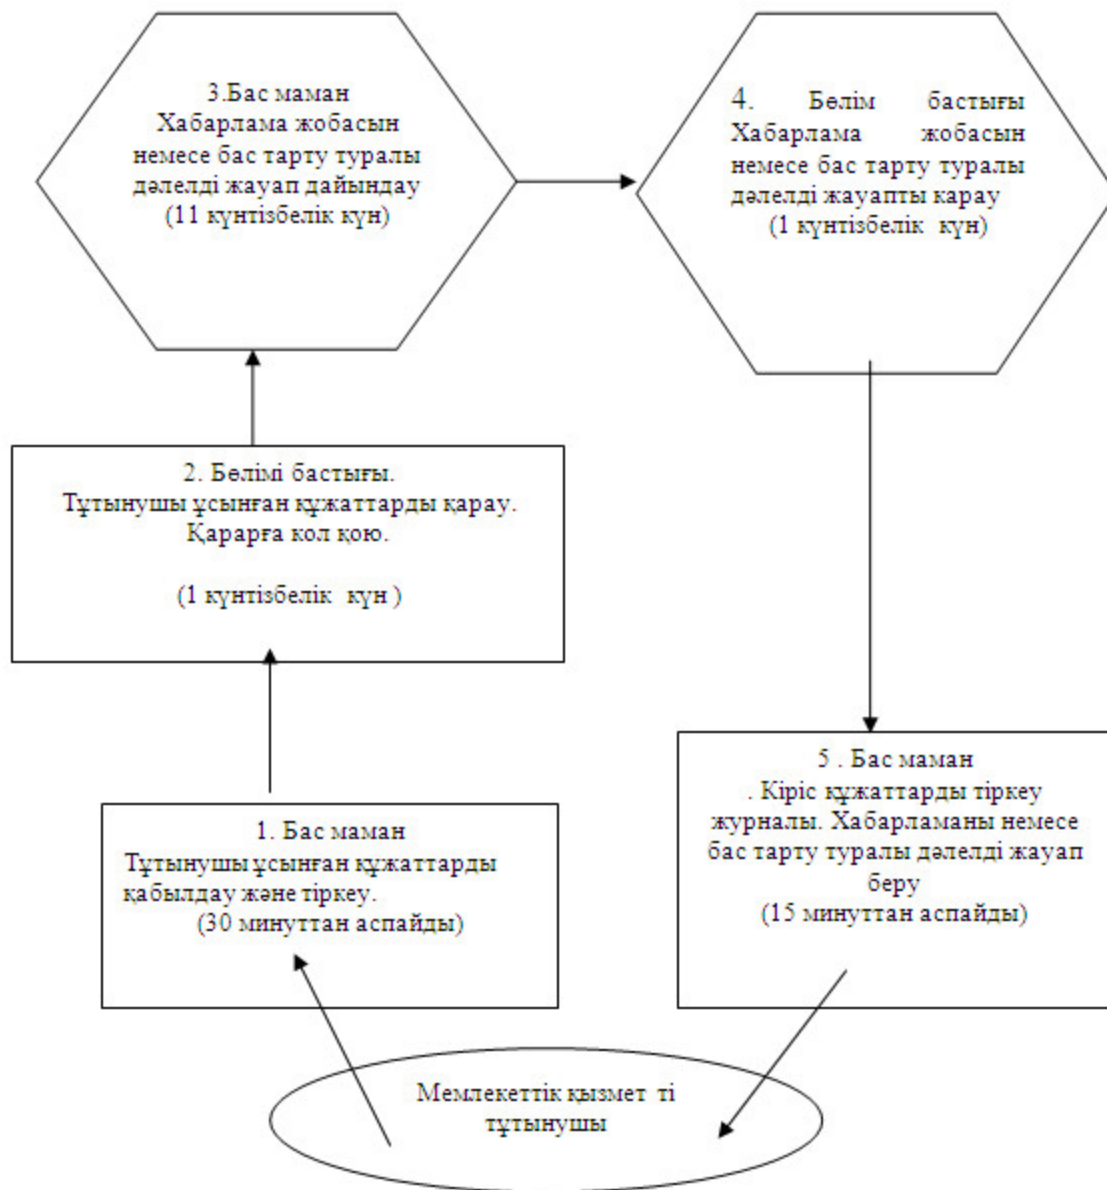 3.Бас маман
Хабарлама жобасын
немесе бас тарту туралы
дәлелді жауап дайындау
(11 күнтізбелік күн)
4. Бөлім бастығы
Хабарлама жобасын
немесе бас тарту туралы
дәлелді жауапты карау
(1 күнтізбелік күн)
2. Бөлімі бастығы.
Тұтынушы ұсынған құжаттарды қарау.
Қарарға кол қою.
(1 күнтізбелік күн )
5 . Бас маман
. Кіріс құжаттарды тіркеу
журналы. Хабарламаны немесе
бас тарту туралы дәлелді жауап
беру
(15 минуттан аспайды)
1. Бас маман
Тұтынушы ұсынған құжаттарды
қабылдау және тіркеу.
(30 минуттан аспайды)
Мемлекеттік қызмет ті
тұтынушы